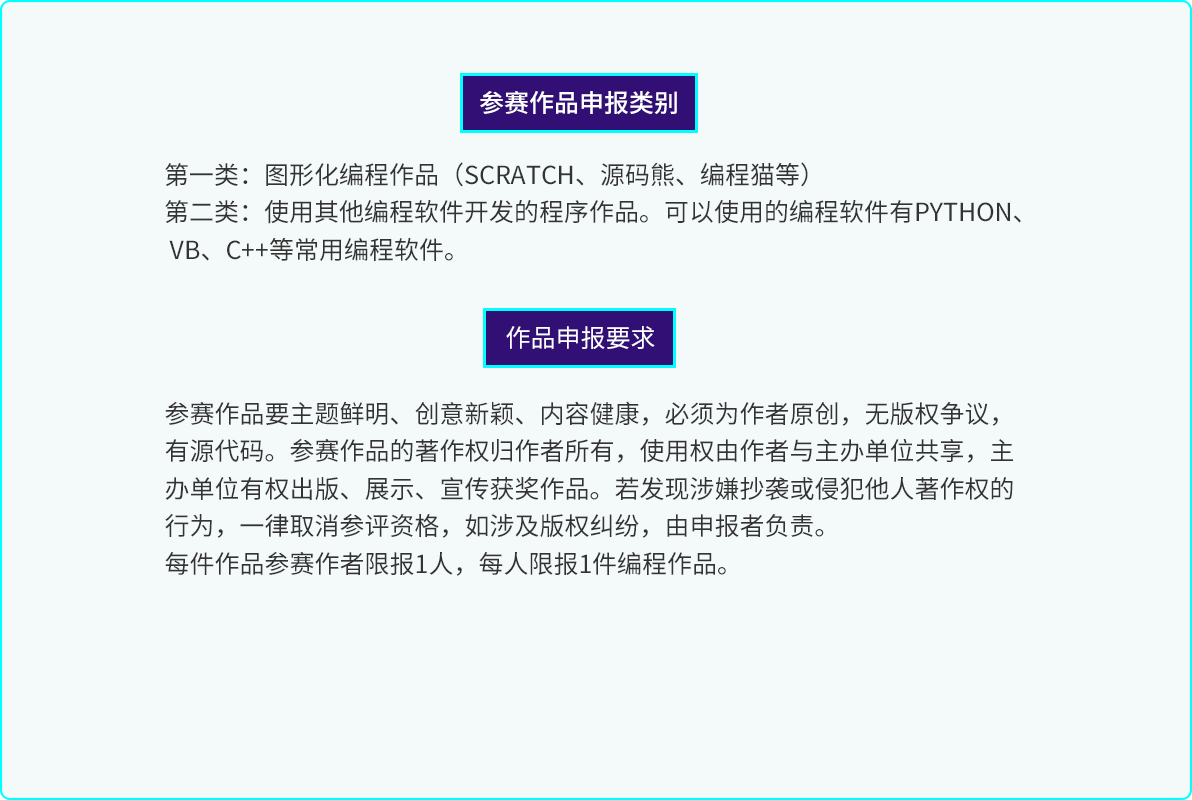 参赛作品申报类别
第一类：图形化编程作品（SCRATCH、源码熊、编程猫等）
第二类：使用其他编程软件开发的程序作品。可以使用的编程软件有PYTHON、
VB、C++等常用编程软件。
作品申报要求
参赛作品要主题鲜明、创意新颖、内容健康，必须为作者原创，无版权争议，
有源代码。参赛作品的著作权归作者所有，使用权由作者与主办单位共享，主
办单位有权出版、展示、宣传获奖作品。若发现涉嫌抄袭或侵犯他人著作权的
行为，一律取消参评资格，如涉及版权纠纷，由申报者负责。
每件作品参赛作者限报1人，每人限报1件编程作品。